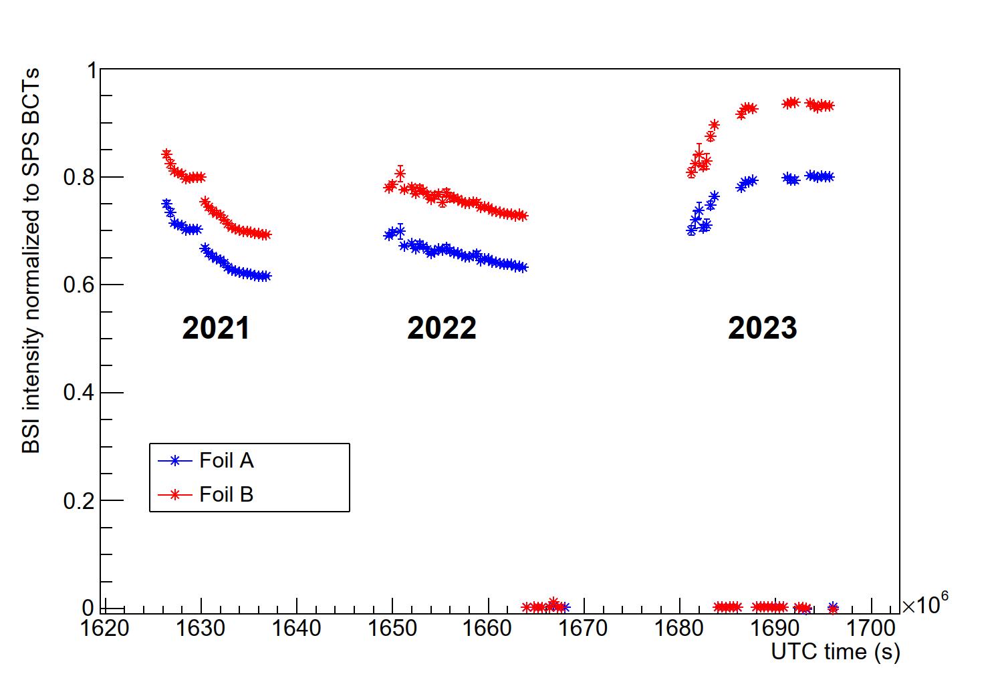 BSI intensity normalized to SPS BCTs
1
0.8
0.6
0.4
0.2
0
2021
2022
2023
Foil A
Foil B
1620 1630 1640 1650 1660 1670 1680 1690 1700
×10⁶
UTC time (s)